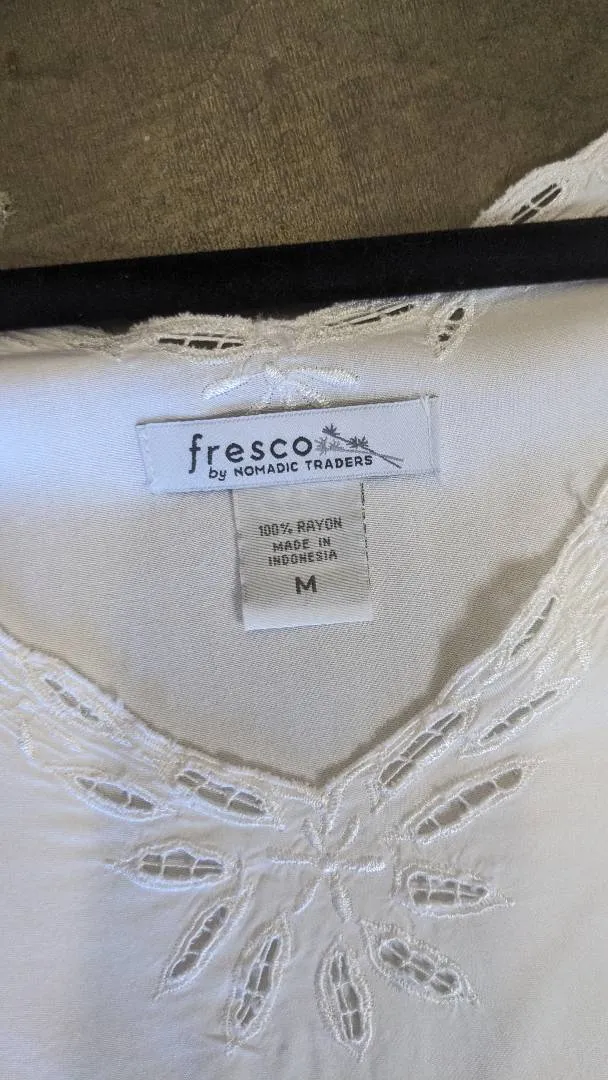 fresco
by NOMADIC TRADERS
100% RAYON
MADE IN
INDONESIA
M